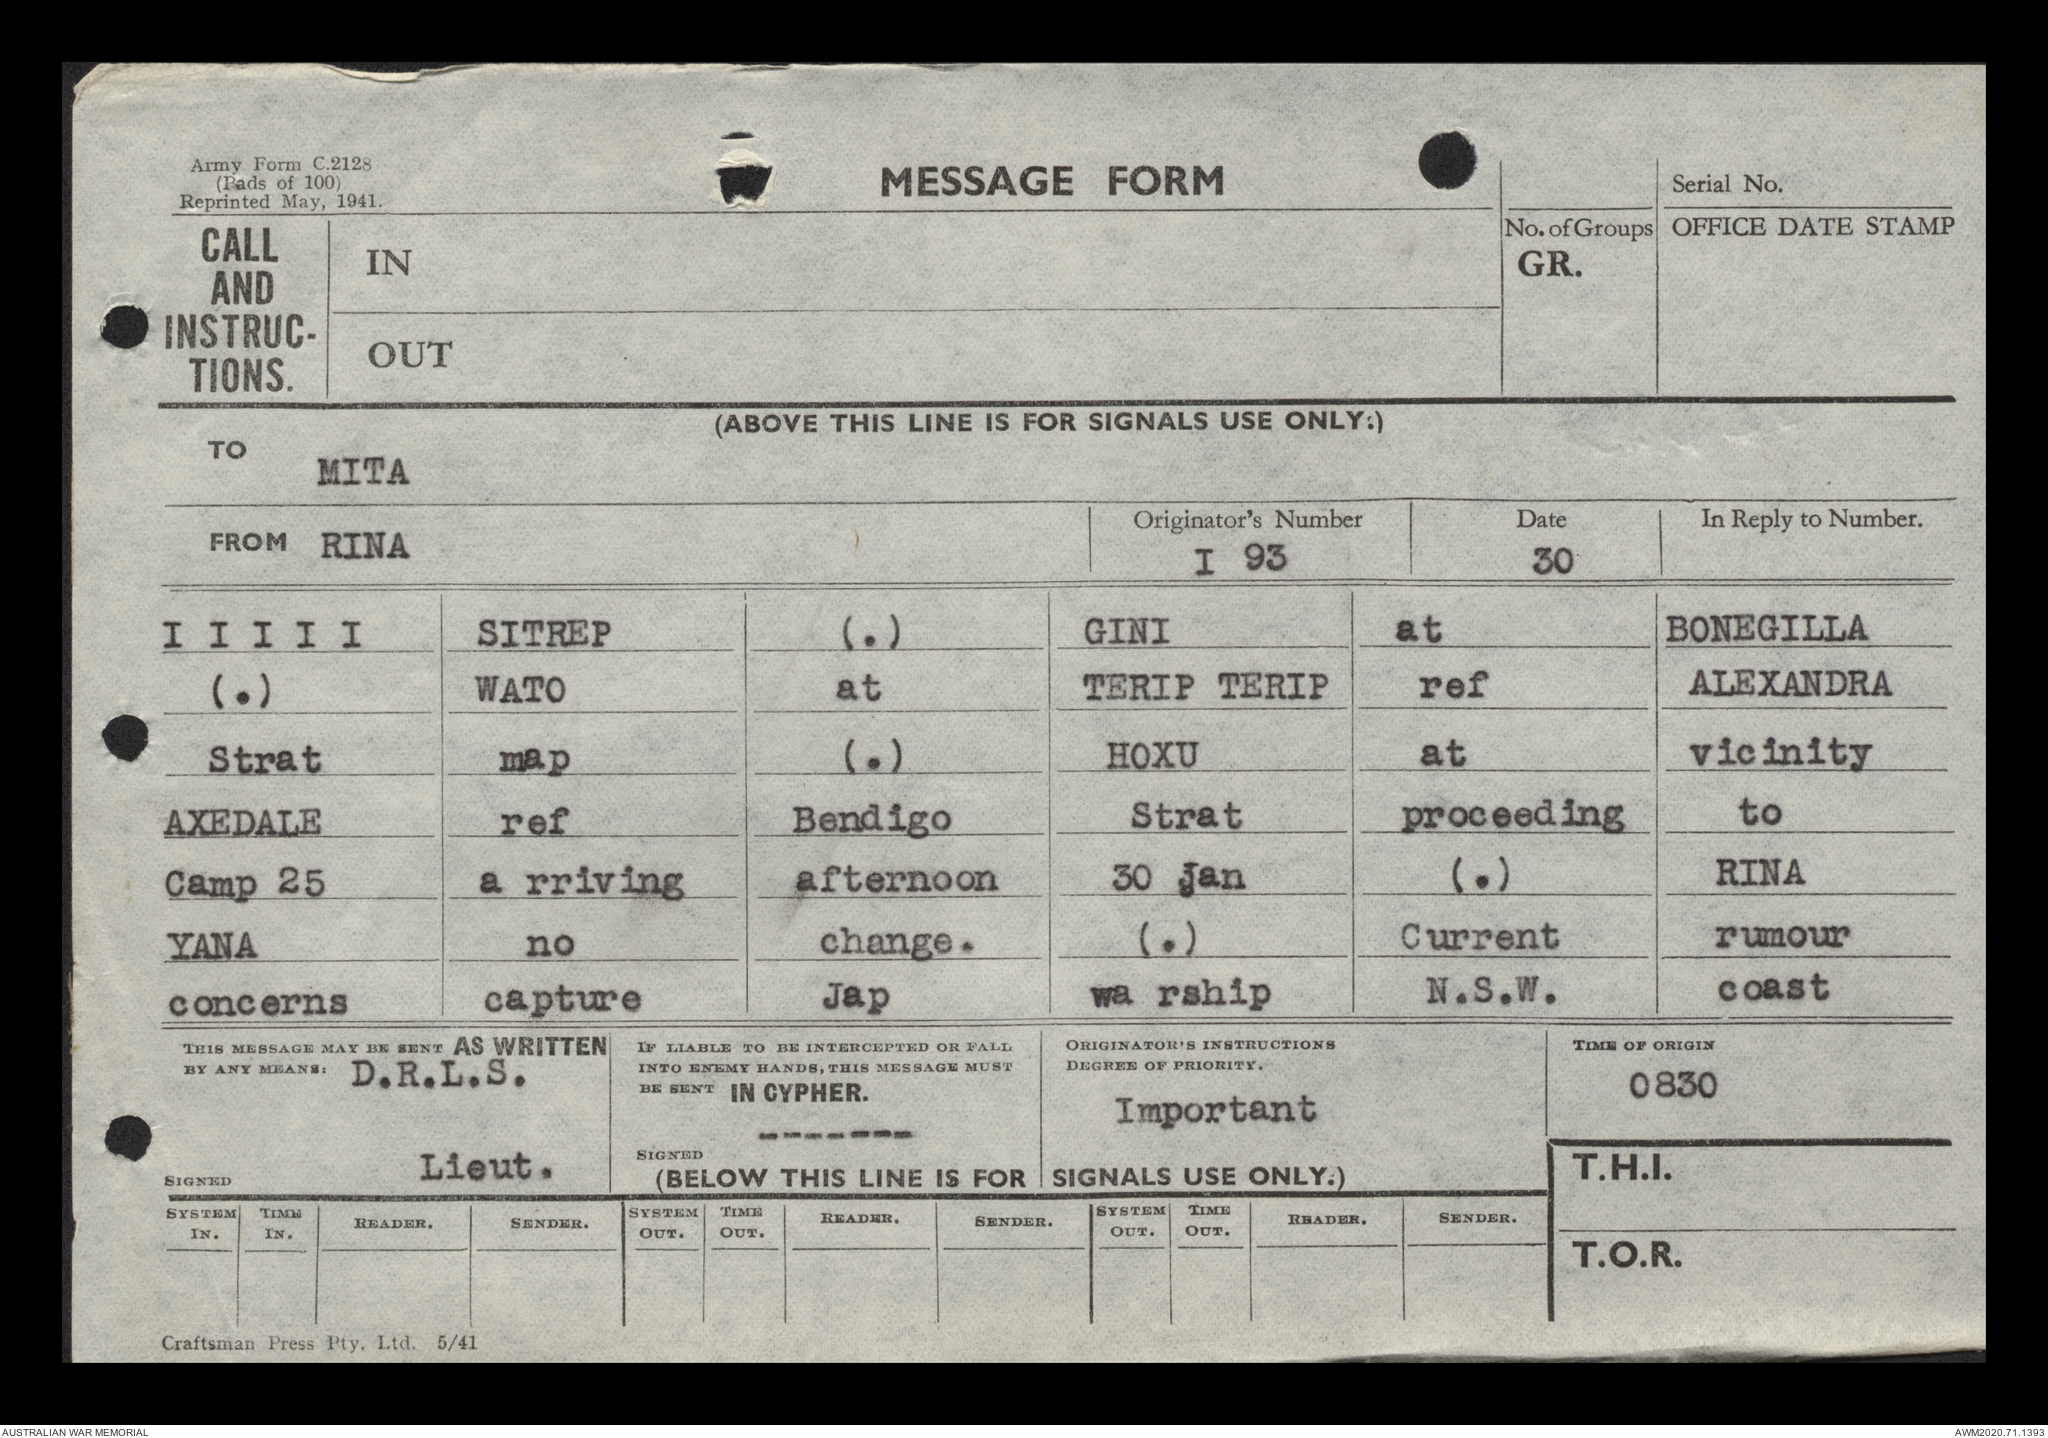 Army Form C.2128
(Pads of 100)
Reprinted May, 1941.
MESSAGE FORM
Serial No.
CALL AND INSTRUC-TIONS.
IN
OUT
No. of Groups
GR.
OFFICE DATE STAMP
(ABOVE THIS LINE IS FOR SIGNALS USE ONLY.)
TO MITA
FROM RINA
Originator's Number
I 93
Date
30
In Reply to Number.
I I I I I SITREP (.) GINI at BONEGILLA
(.) WATO at TERIP TERIP ref ALEXANDRA
Strat map (.) HOXU at vicinity
AXEDALE ref Bendigo Strat proceeding to
Camp 25 a rriving afternoon 30 Jan (.) RINA
YANA no change. (.) Current rumour
concerns capture Jap wa rship N.S.W. coast
THIS MESSAGE MAY BE SENT AS WRITTEN
BY ANY MEANS: D.R.L.S.
Lieut.
SIGNED
IF LIABLE TO BE INTERCEPTED OR FALL
INTO ENEMY HANDS, THIS MESSAGE MUST
BE SENT IN CYPHER.
-------
SIGNED
ORIGINATOR'S INSTRUCTIONS
DEGREE OF PRIORITY.
Important
TIME OF ORIGIN
0830
(BELOW THIS LINE IS FOR SIGNALS USE ONLY.)
T.H.I.
T.O.R.
SYSTEM IN. TIME IN. READER. SENDER. SYSTEM OUT. TIME OUT. READER. SENDER. SYSTEM OUT. TIME OUT. READER. SENDER.
Craftsman Press Pty. Ltd. 5/41
AUSTRALIAN WAR MEMORIAL
AWM2020.71.1393